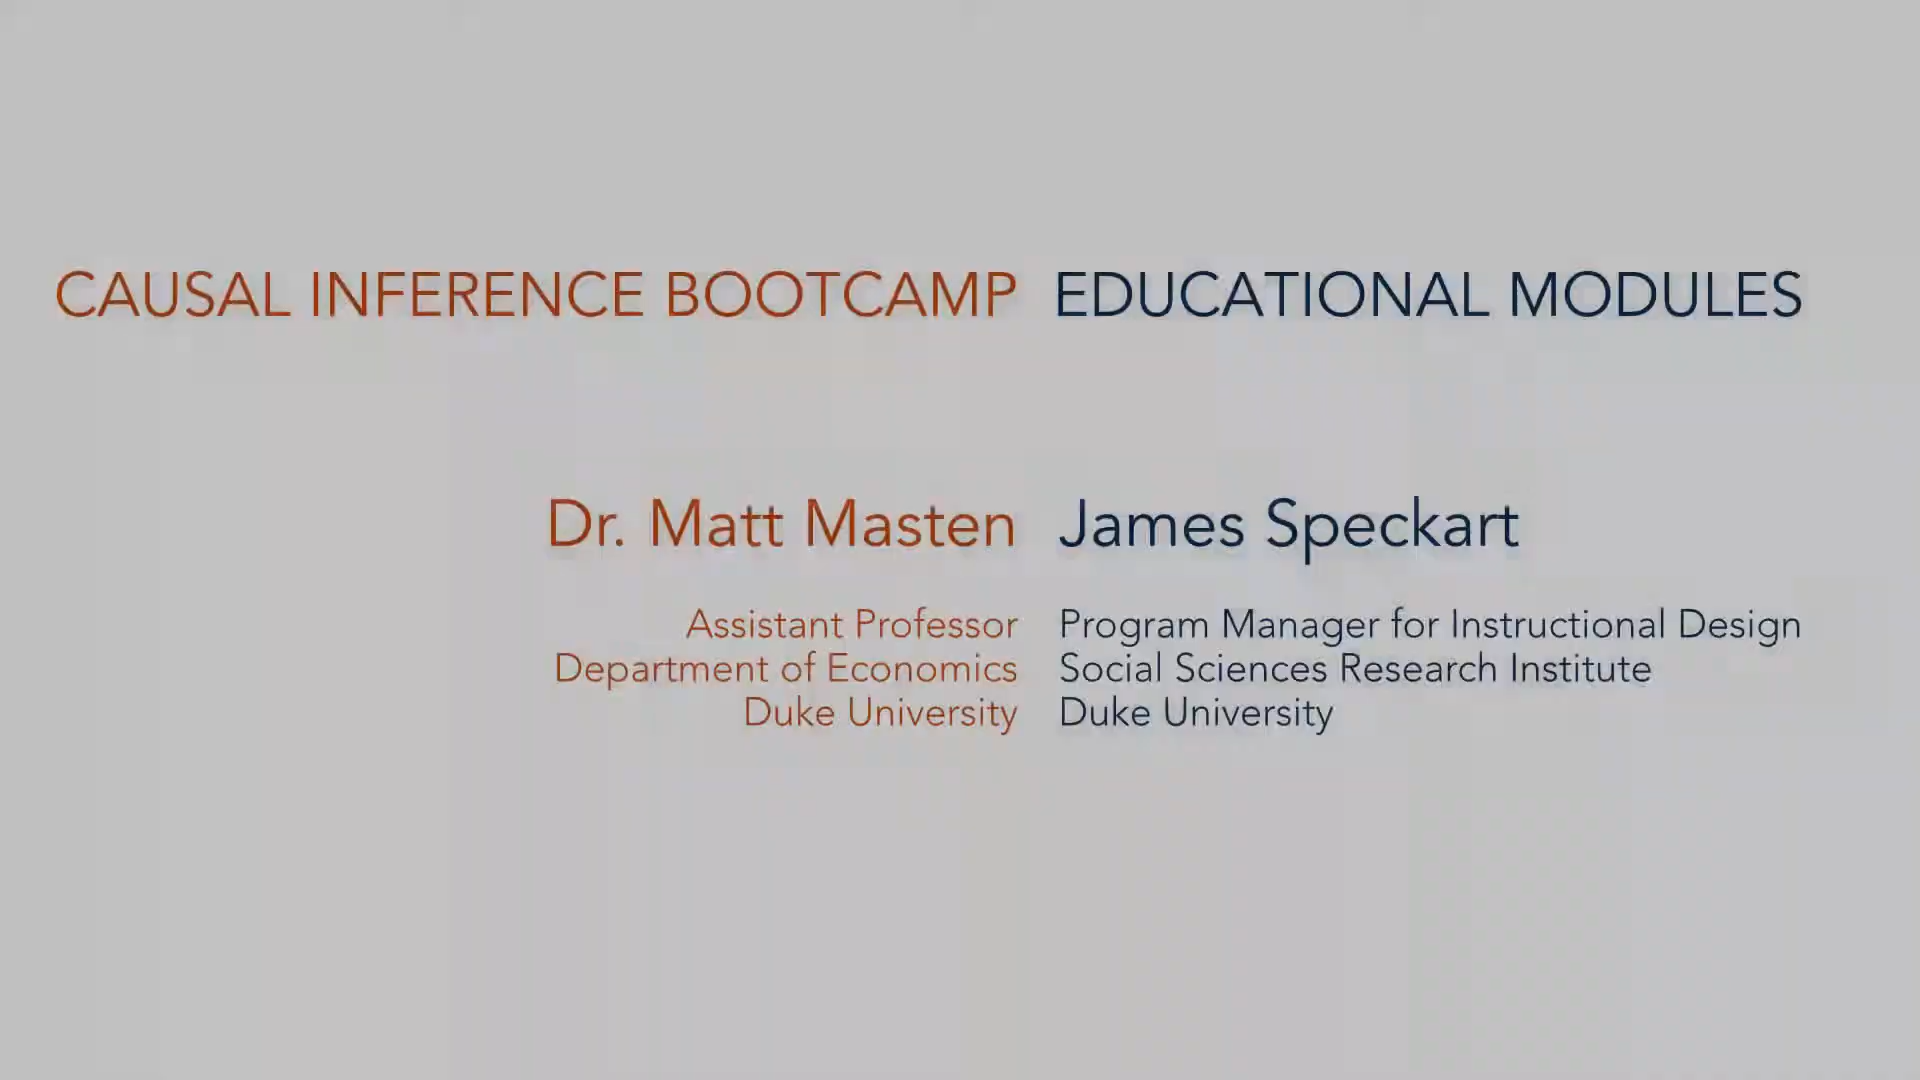 CAUSAL INFERENCE BOOTCAMP EDUCATIONAL MODULES
Dr. Matt Masten
Assistant Professor
Department of Economics
Duke University
James Speckart
Program Manager for Instructional Design
Social Sciences Research Institute
Duke University